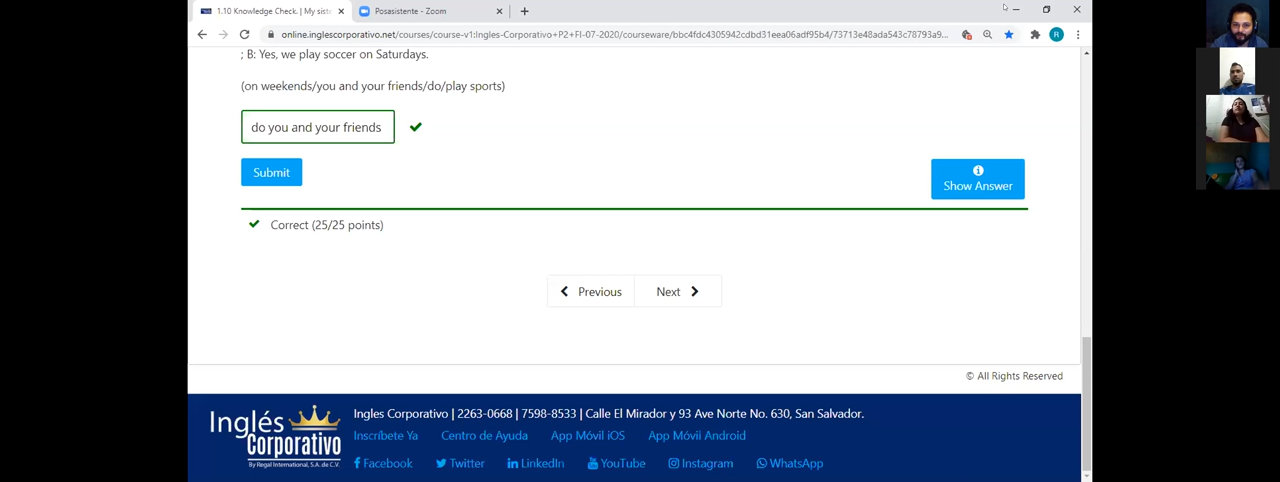 1.10 Knowledge Check. | My siste
Posasistente - Zoom
online.inglescorporativo.net/courses/course-v1:ingles-Corporativo+P2+FI-07-2020/courseware/bbc4fdc4305942cdbd31eea06adf95b4/73713e48ada543c78793a9...
R
; B: Yes, we play soccer on Saturdays.
(on weekends/you and your friends/do/play sports)
do you and your friends
Submit
Show Answer
Correct (25/25 points)
Previous
Next
© All Rights Reserved
Inglés
Corporativo
By Regal International, S.A. de C.V.
Ingles Corporativo | 2263-0668 | 7598-8533 | Calle El Mirador y 93 Ave Norte No. 630, San Salvador.
Inscríbete Ya Centro de Ayuda App Móvil iOS App Móvil Android
Facebook Twitter LinkedIn YouTube Instagram WhatsApp